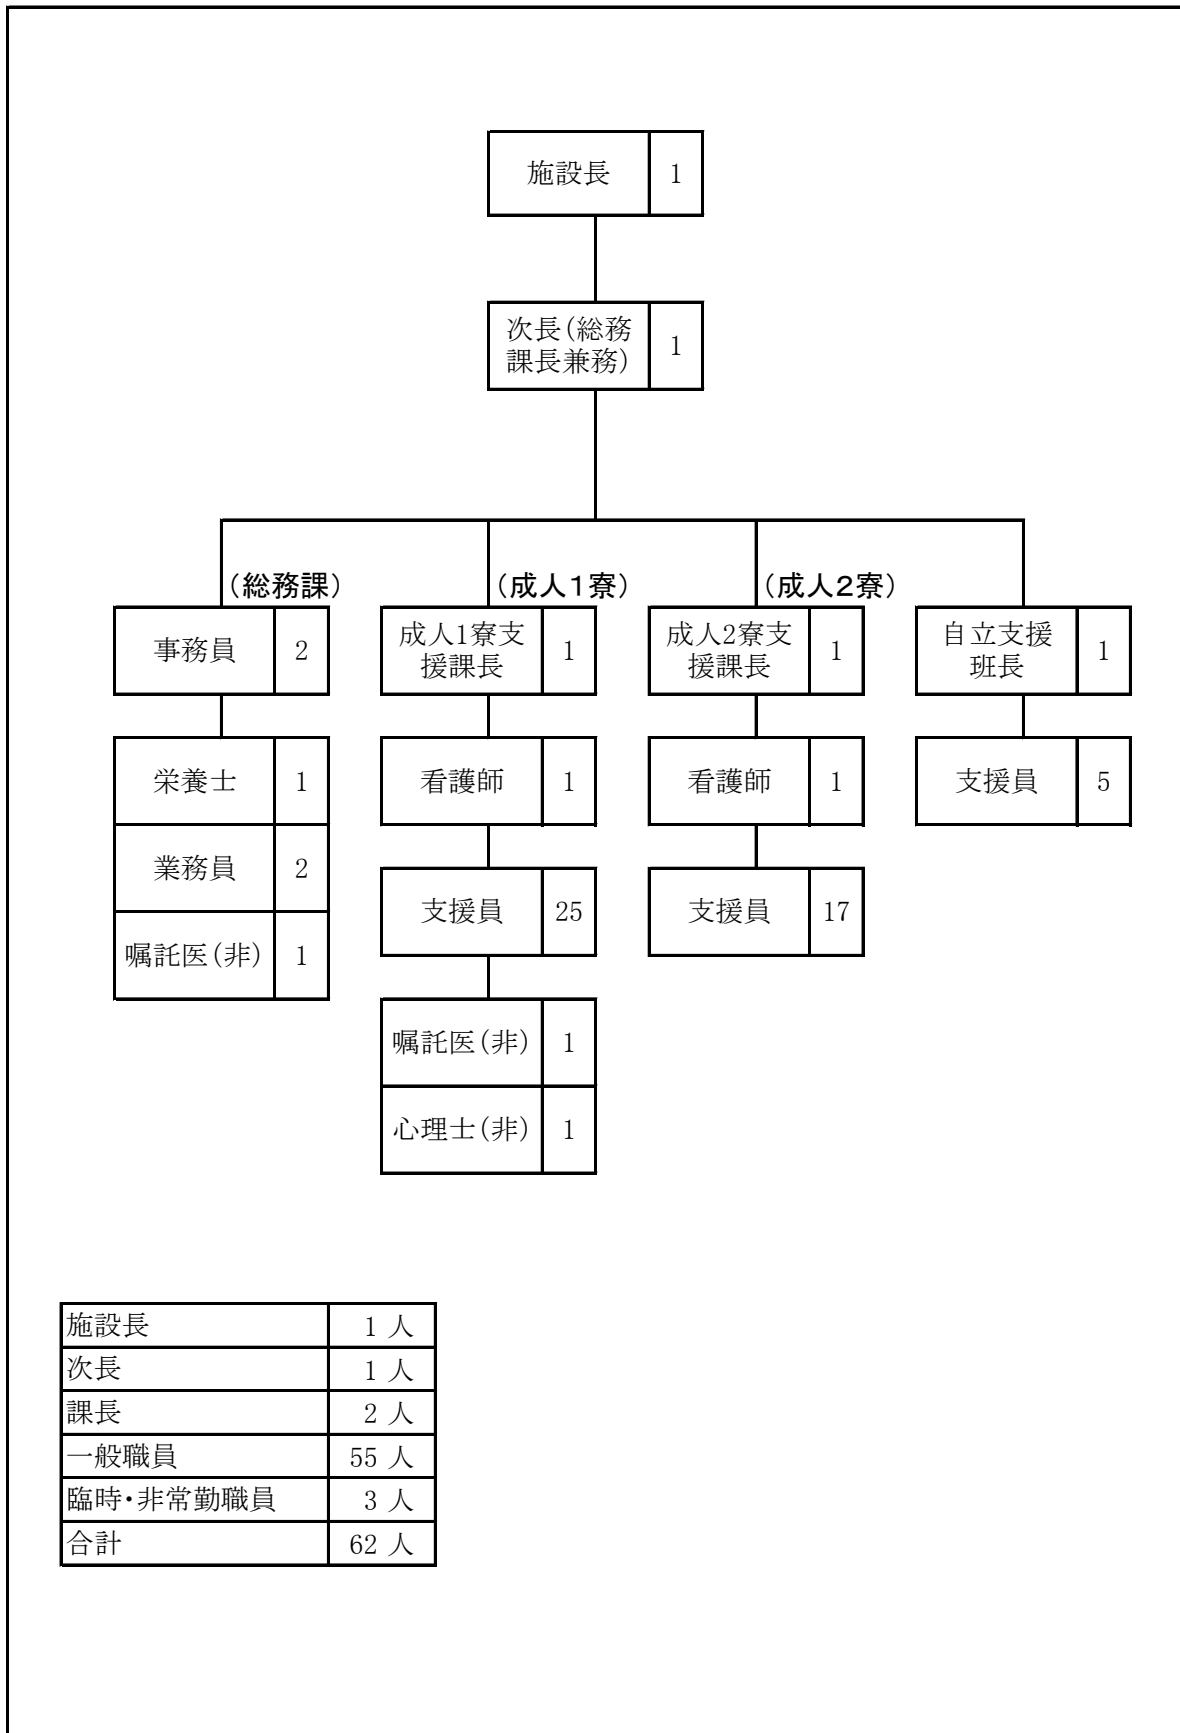 施設長 1
次長(総務
課長兼務) 1
(総務課) (成人1寮) (成人2寮)
事務員 2
成人1寮支
援課長 1
成人2寮支
援課長 1
自立支援
班長 1
栄養士 1
看護師 1
看護師 1
支援員 5
業務員 2
支援員 25
支援員 17
嘱託医(非) 1
嘱託医(非) 1
心理士(非) 1
施設長 1 人
次長 1 人
課長 2 人
一般職員 55 人
臨時・非常勤職員 3 人
合計 62 人